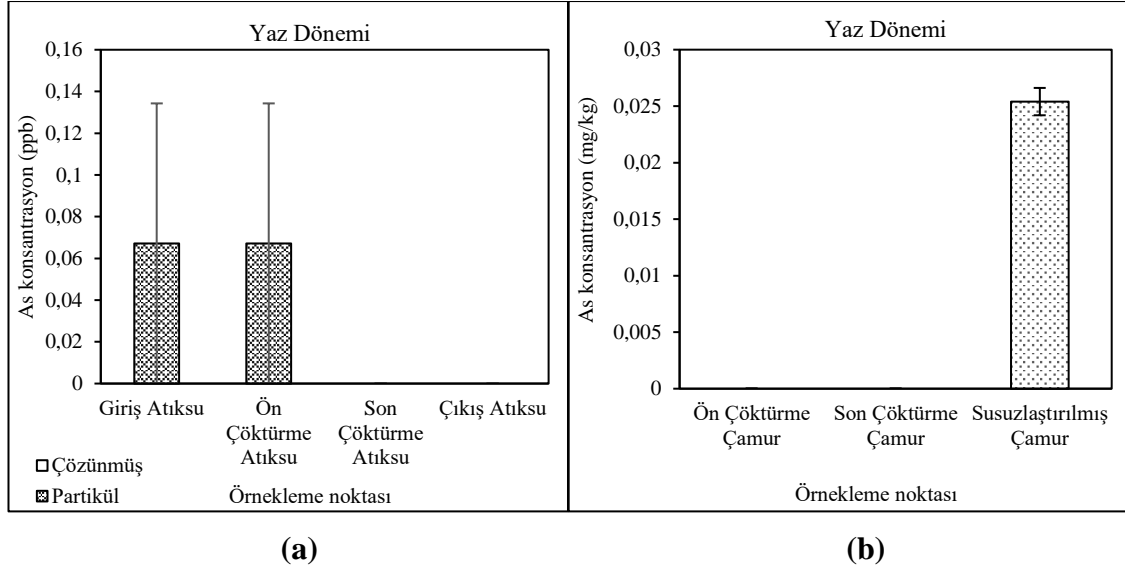 Yaz Dönemi
As konsantrasyon (ppb)
0,16
0,14
0,12
0,1
0,08
0,06
0,04
0,02
0
Giriş Atıksu
Ön
Çöktürme
Atıksu
Son
Çöktürme
Atıksu
Çıkış Atıksu
Çözünmüş
Partikül
Örnekleme noktası
(a)
Yaz Dönemi
As konsantrasyon (mg/kg)
0,03
0,025
0,02
0,015
0,01
0,005
0
Ön Çöktürme
Çamur
Son Çöktürme
Çamur
Susuzlaştırılmış
Çamur
Örnekleme noktası
(b)